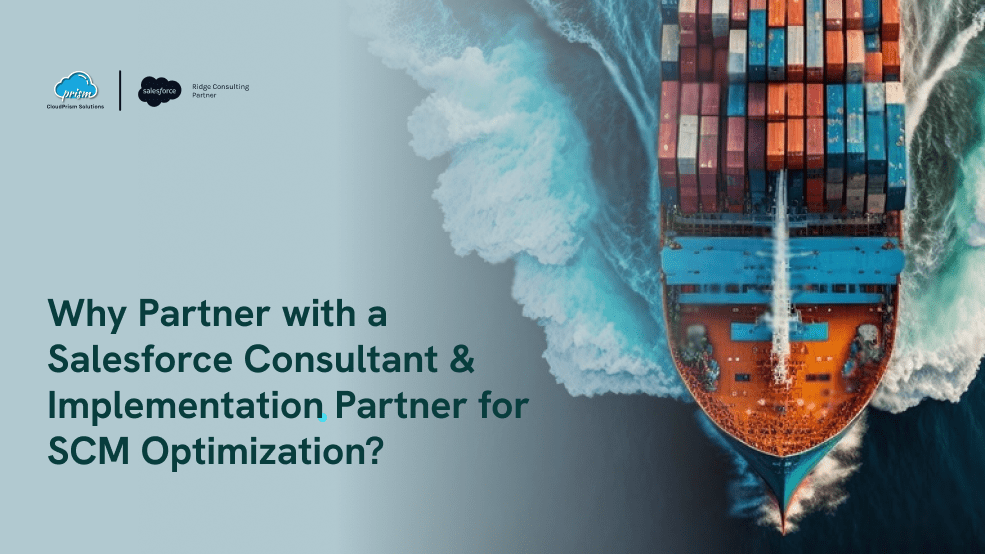 prism
CloudPrism Solutions
salesforce
Ridge Consulting
Partner
Why Partner with a
Salesforce Consultant &
Implementation Partner for
SCM Optimization?